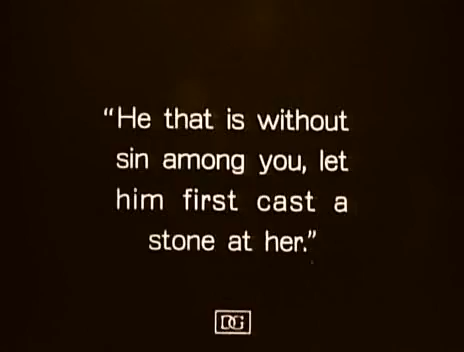 “He that is without
sin among you, let
him first cast a
stone at her.”
DG